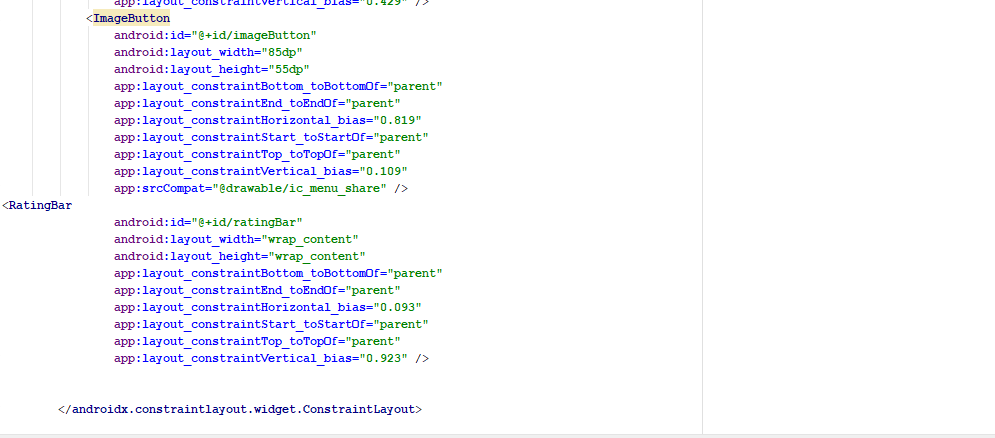 app:layout_constraintVertical_bias="0.429" />
<ImageButton
android:id="@+id/imageButton"
android:layout_width="85dp"
android:layout_height="55dp"
app:layout_constraintBottom_toBottomOf="parent"
app:layout_constraintEnd_toEndOf="parent"
app:layout_constraintHorizontal_bias="0.819"
app:layout_constraintStart_toStartOf="parent"
app:layout_constraintTop_toTopOf="parent"
app:layout_constraintVertical_bias="0.109"
app:srcCompat="@drawable/ic_menu_share" />
<RatingBar
android:id="@+id/ratingBar"
android:layout_width="wrap_content"
android:layout_height="wrap_content"
app:layout_constraintBottom_toBottomOf="parent"
app:layout_constraintEnd_toEndOf="parent"
app:layout_constraintHorizontal_bias="0.093"
app:layout_constraintStart_toStartOf="parent"
app:layout_constraintTop_toTopOf="parent"
app:layout_constraintVertical_bias="0.923" />
</androidx.constraintlayout.widget.ConstraintLayout>